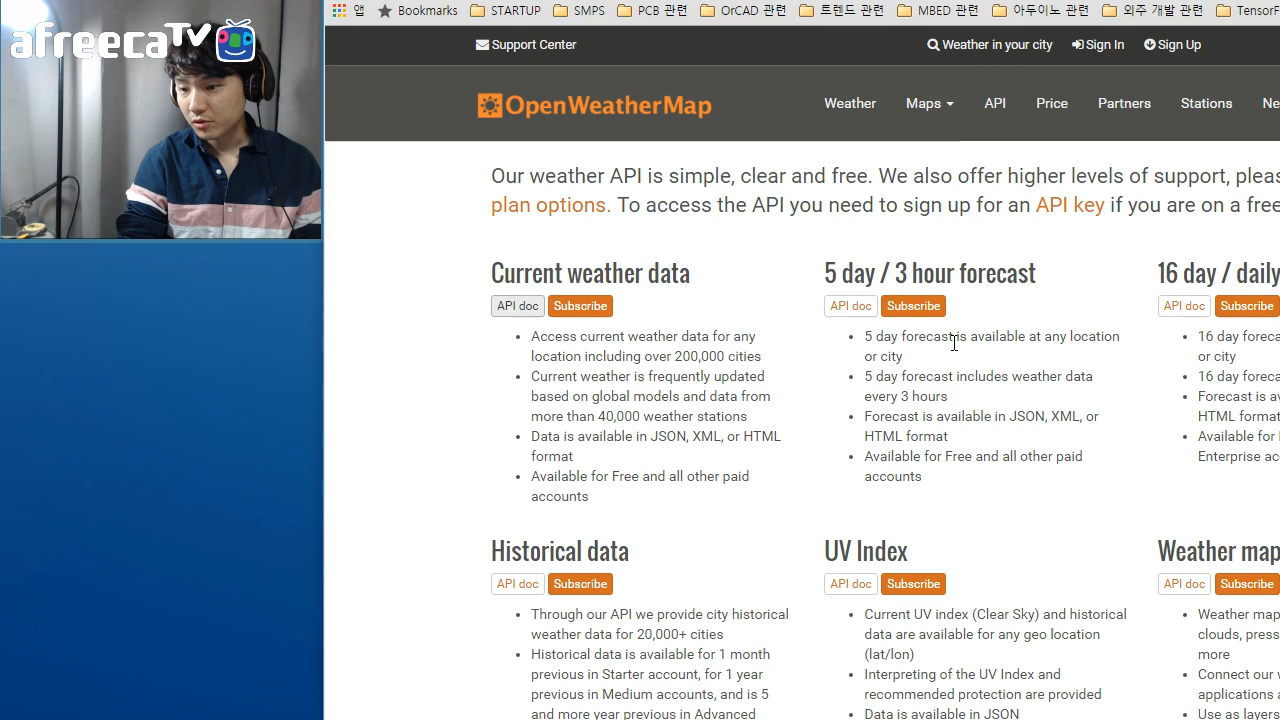 afreecaTV
앱 Bookmarks STARTUP SMPS PCB 관련 OrCAD 관련 트렌드 관련 MBED 관련 아두이노 관련 외주 개발 관련 TensorF
Support Center Weather in your city Sign In Sign Up
OpenWeatherMap Weather Maps API Price Partners Stations Ne
Our weather API is simple, clear and free. We also offer higher levels of support, pleas
plan options. To access the API you need to sign up for an API key if you are on a free
Current weather data
API doc Subscribe
Access current weather data for any
location including over 200,000 cities
Current weather is frequently updated
based on global models and data from
more than 40,000 weather stations
Data is available in JSON, XML, or HTML
format
Available for Free and all other paid
accounts
5 day / 3 hour forecast
API doc Subscribe
5 day forecast is available at any location
or city
5 day forecast includes weather data
every 3 hours
Forecast is available in JSON, XML, or
HTML format
Available for Free and all other paid
accounts
16 day / daily
API doc Subscribe
16 day foreca
or city
16 day foreca
Forecast is av
HTML format
Available for
Enterprise acc
Historical data
API doc Subscribe
Through our API we provide city historical
weather data for 20,000+ cities
Historical data is available for 1 month
previous in Starter account, for 1 year
previous in Medium accounts, and is 5
and more year previous in Advanced
UV Index
API doc Subscribe
Current UV index (Clear Sky) and historical
data are available for any geo location
(lat/lon)
Interpreting of the UV Index and
recommended protection are provided
Data is available in JSON
Weather map
API doc Subscribe
Weather map
clouds, press
more
Connect our w
applications a
Use as layers